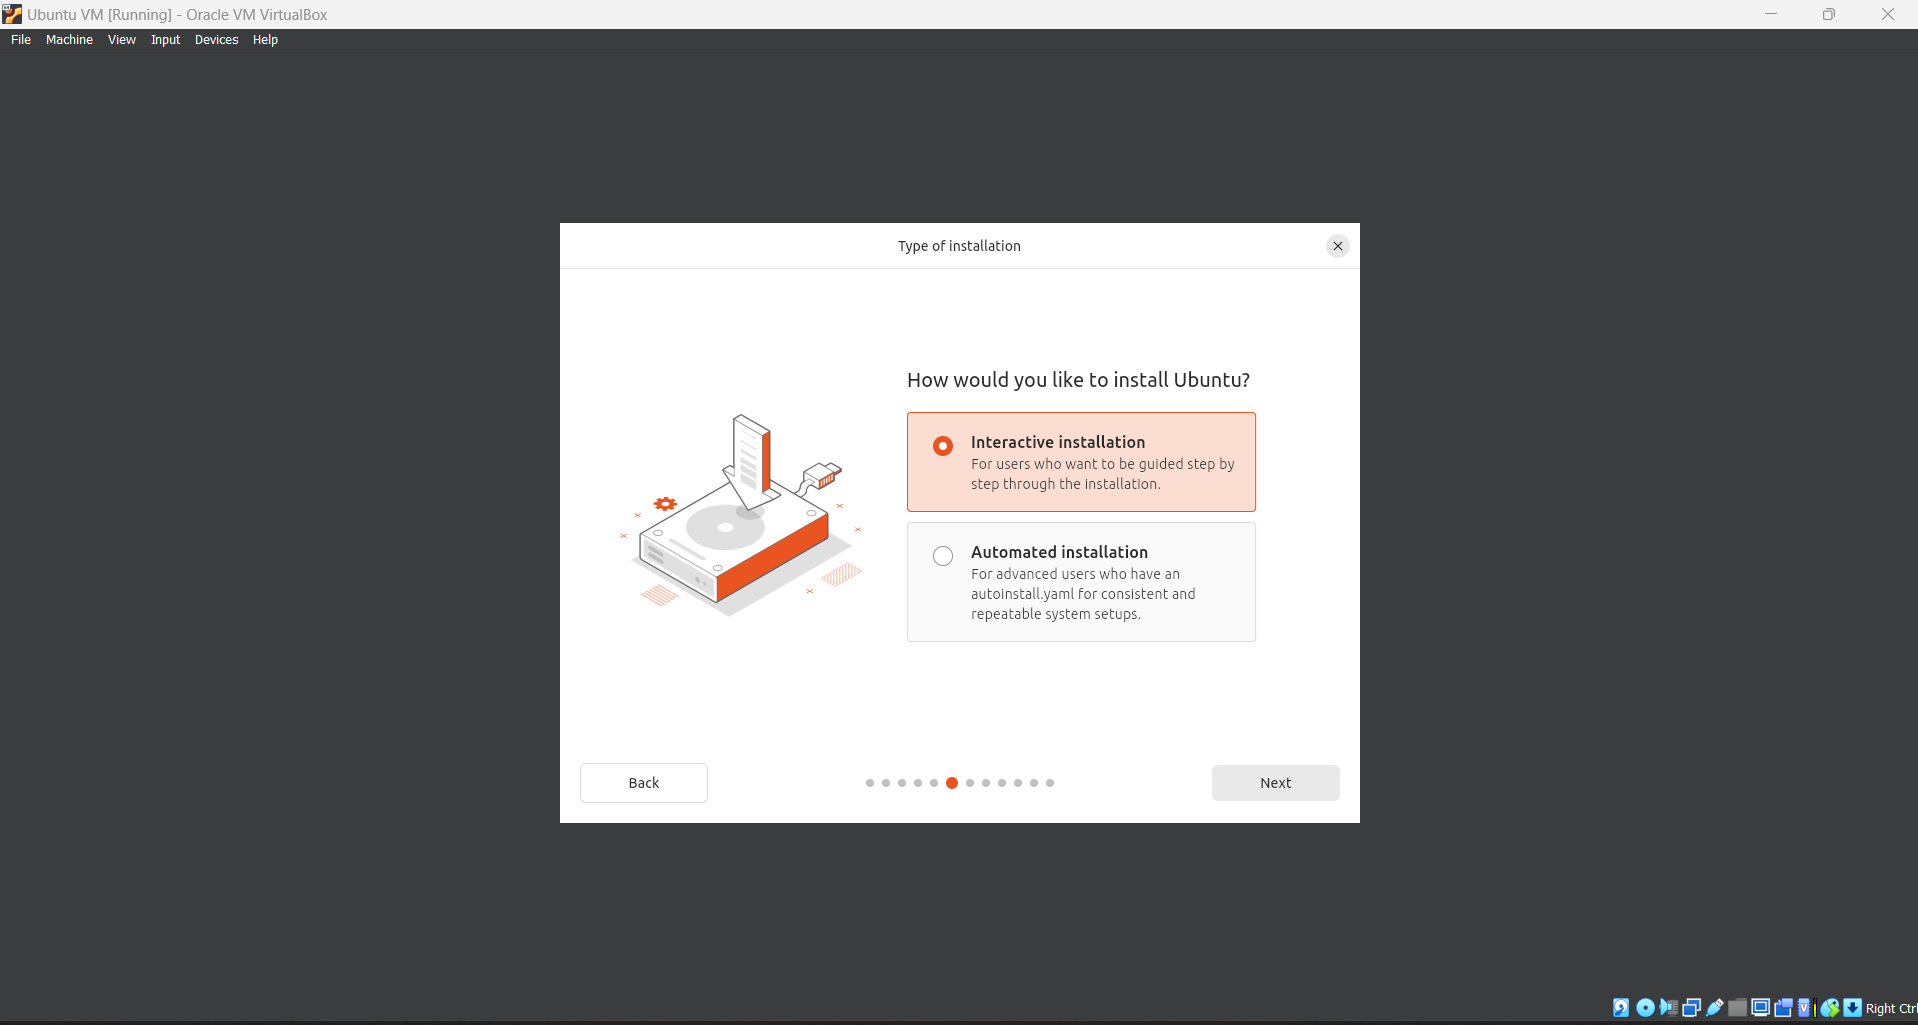 Ubuntu VM [Running] - Oracle VM VirtualBox
File Machine View Input Devices Help
Type of installation
How would you like to install Ubuntu?
Interactive installation
For users who want to be guided step by
step through the installation.
Automated installation
For advanced users who have an
autoinstall.yaml for consistent and
repeatable system setups.
Back
Next
Right Ctrl